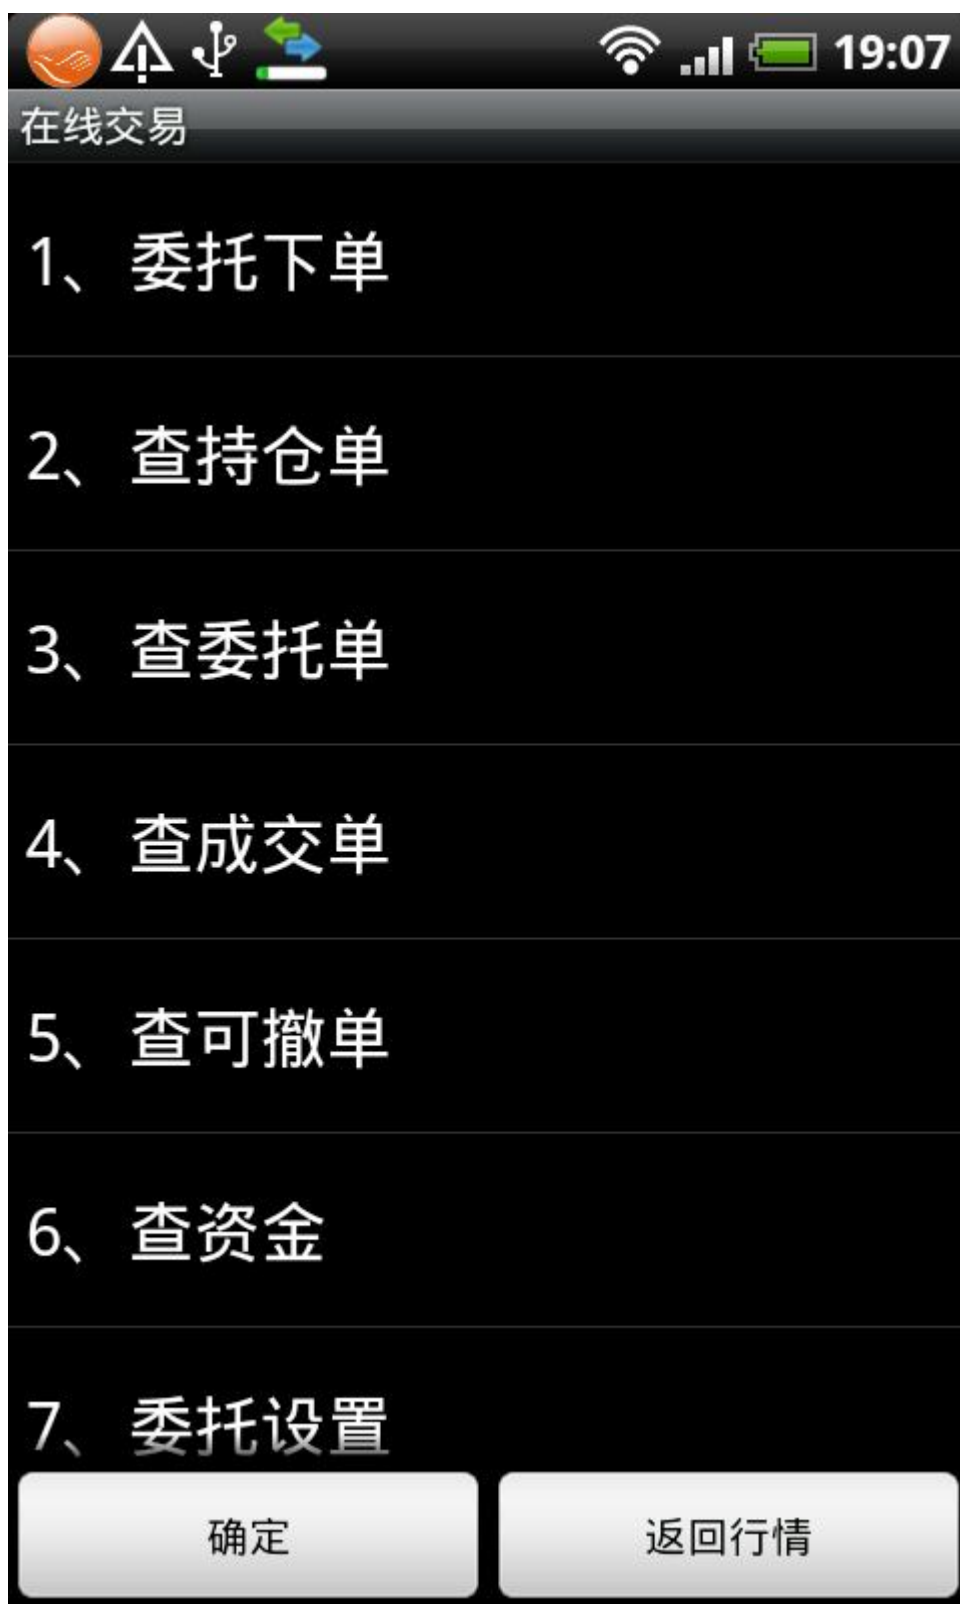 19:07
在线交易
1、 委托下单
2、 查持仓单
3、 查委托单
4、 查成交单
5、 查可撤单
6、 查资金
7、 委托设置
确定 返回行情